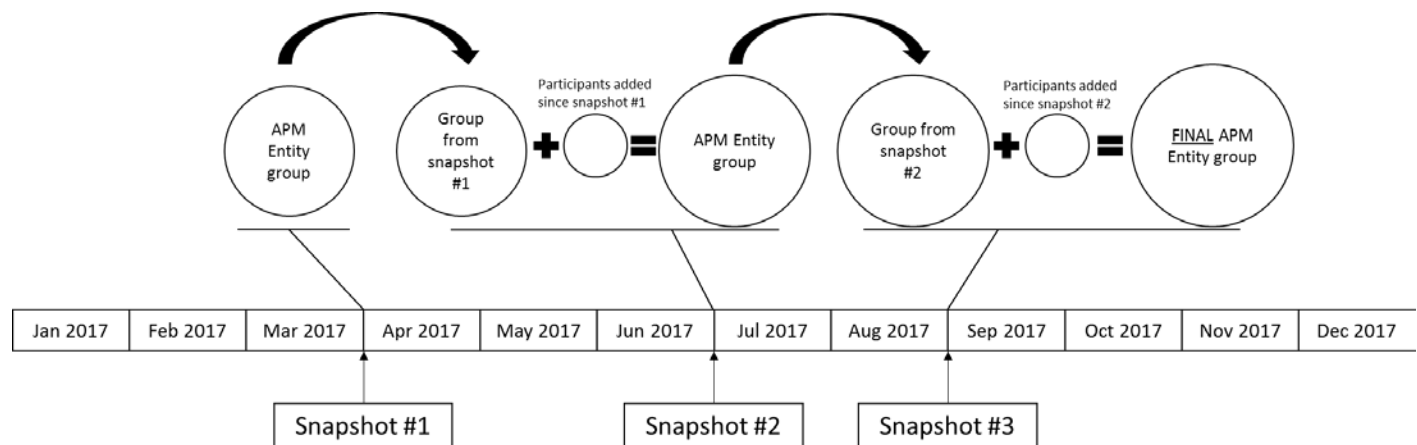 Participants added
since snapshot #1
Participants added
since snapshot #2
APM
Entity
group
Group
from
snapshot
#1
APM Entity
group
Group from
snapshot
#2
FINAL APM
Entity group
Jan 2017
Feb 2017
Mar 2017
Apr 2017
May 2017
Jun 2017
Jul 2017
Aug 2017
Sep 2017
Oct 2017
Nov 2017
Dec 2017
Snapshot #1
Snapshot #2
Snapshot #3